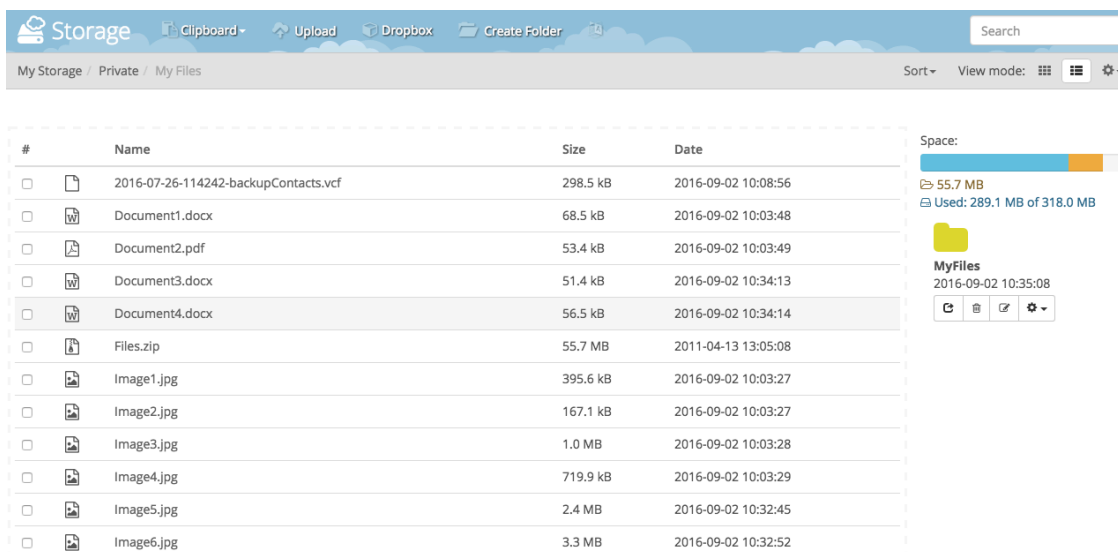 Storage Clipboard Upload Dropbox Create Folder Search
My Storage / Private / My Files Sort View mode:
# Name Size Date
2016-07-26-114242-backupContacts.vcf 298.5 kB 2016-09-02 10:08:56
Document1.docx 68.5 kB 2016-09-02 10:03:48
Document2.pdf 53.4 kB 2016-09-02 10:03:49
Document3.docx 51.4 kB 2016-09-02 10:34:13
Document4.docx 56.5 kB 2016-09-02 10:34:14
Files.zip 55.7 MB 2011-04-13 13:05:08
Image1.jpg 395.6 kB 2016-09-02 10:03:27
Image2.jpg 167.1 kB 2016-09-02 10:03:27
Image3.jpg 1.0 MB 2016-09-02 10:03:28
Image4.jpg 719.9 kB 2016-09-02 10:03:29
Image5.jpg 2.4 MB 2016-09-02 10:32:45
Image6.jpg 3.3 MB 2016-09-02 10:32:52
Space:
55.7 MB
Used: 289.1 MB of 318.0 MB
MyFiles
2016-09-02 10:35:08